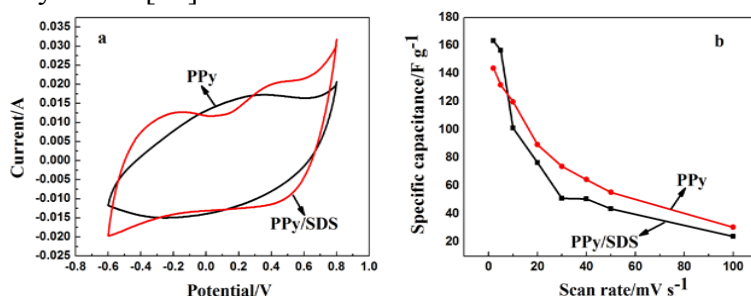 a
PPy
PPy/SDS
Current/A
0.035
0.030
0.025
0.020
0.015
0.010
0.005
0.000
-0.005
-0.010
-0.015
-0.020
-0.025
-0.8 -0.6 -0.4 -0.2 0.0 0.2 0.4 0.6 0.8 1.0
Potential/V
b
PPy
PPy/SDS
Specific capacitance/F g⁻¹
180
160
140
120
100
80
60
40
20
0 20 40 60 80 100
Scan rate/mV s⁻¹